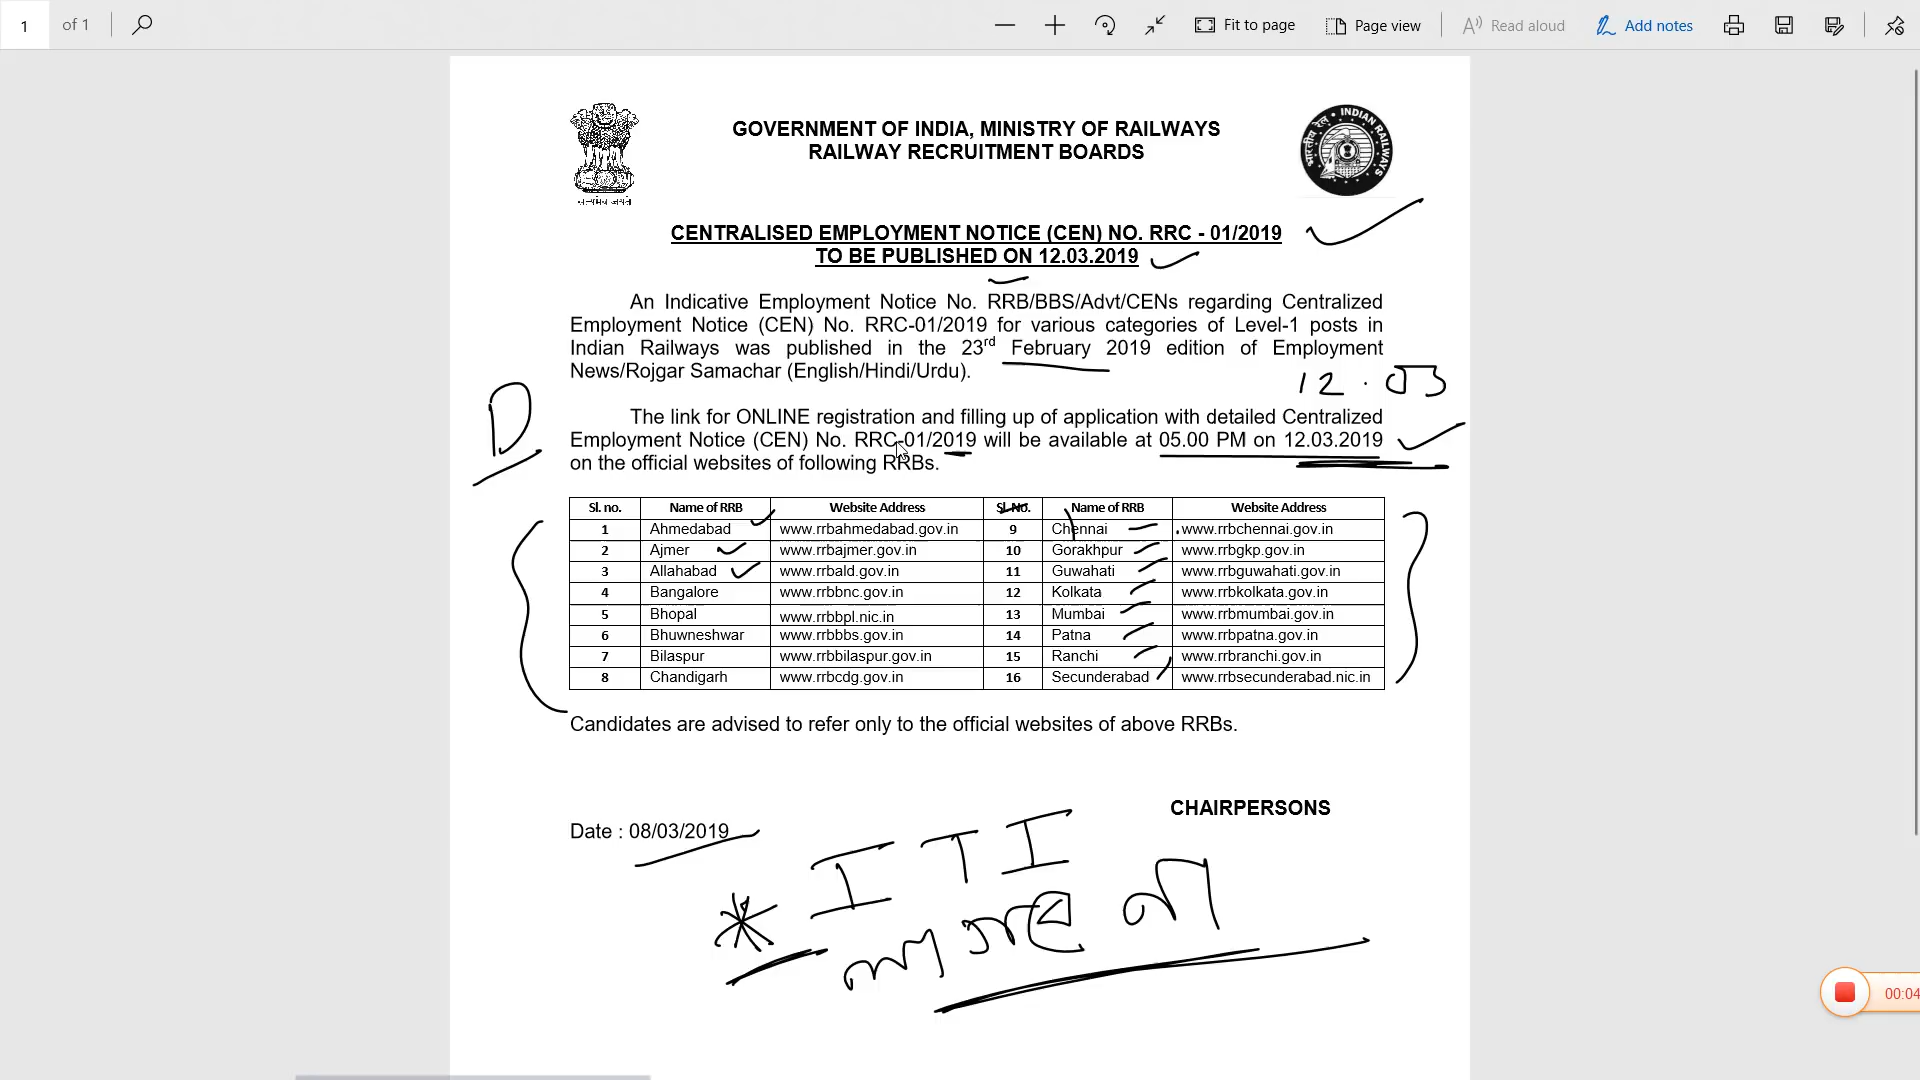 1 of 1 Fit to page Page view Read aloud Add notes
GOVERNMENT OF INDIA, MINISTRY OF RAILWAYS
RAILWAY RECRUITMENT BOARDS
भारतीय रेल • INDIAN RAILWAYS
CENTRALISED EMPLOYMENT NOTICE (CEN) NO. RRC - 01/2019
TO BE PUBLISHED ON 12.03.2019
An Indicative Employment Notice No. RRB/BBS/Advt/CENs regarding Centralized
Employment Notice (CEN) No. RRC-01/2019 for various categories of Level-1 posts in
Indian Railways was published in the 23rd February 2019 edition of Employment
News/Rojgar Samachar (English/Hindi/Urdu).
12.03
D
The link for ONLINE registration and filling up of application with detailed Centralized
Employment Notice (CEN) No. RRC-01/2019 will be available at 05.00 PM on 12.03.2019
on the official websites of following RRBs.
Sl. no. Name of RRB Website Address Sl. No. Name of RRB Website Address
1 Ahmedabad www.rrbahmedabad.gov.in 9 Chennai www.rrbchennai.gov.in
2 Ajmer www.rrbajmer.gov.in 10 Gorakhpur www.rrbgkp.gov.in
3 Allahabad www.rrbald.gov.in 11 Guwahati www.rrbguwahati.gov.in
4 Bangalore www.rrbbnc.gov.in 12 Kolkata www.rrbkolkata.gov.in
5 Bhopal www.rrbbpl.nic.in 13 Mumbai www.rrbmumbai.gov.in
6 Bhuwneshwar www.rrbbbs.gov.in 14 Patna www.rrbpatna.gov.in
7 Bilaspur www.rrbbilaspur.gov.in 15 Ranchi www.rrbranchi.gov.in
8 Chandigarh www.rrbcdg.gov.in 16 Secunderabad www.rrbsecunderabad.nic.in
Candidates are advised to refer only to the official websites of above RRBs.
CHAIRPERSONS
Date : 08/03/2019
* ITI
না
00:04